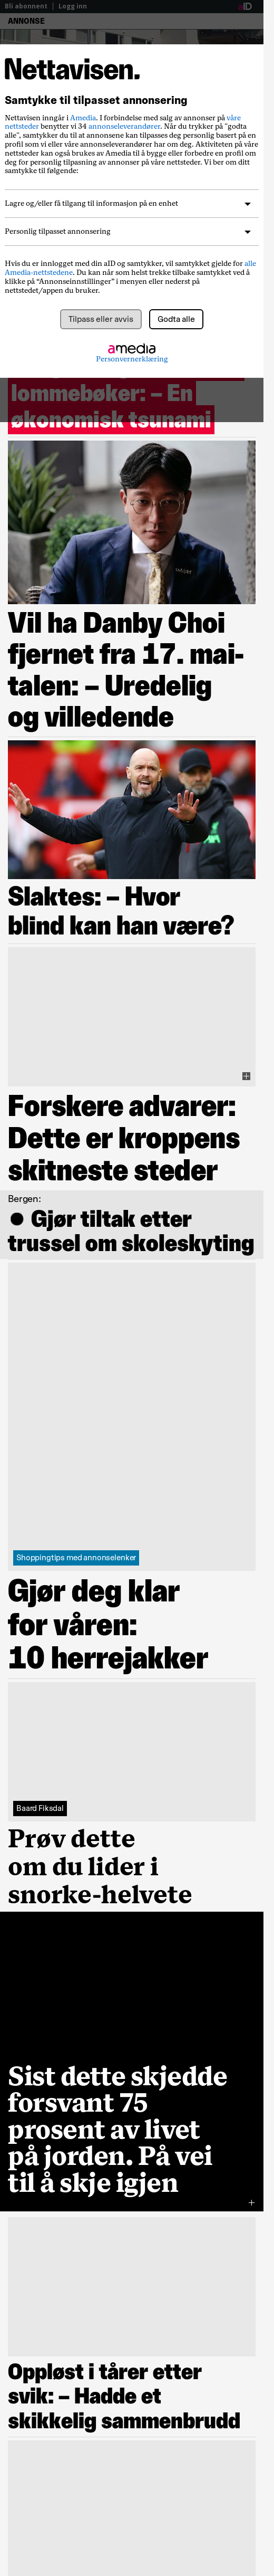 Bli abonnent | Logg inn
aID
ANNONSE
Nettavisen.
Samtykke til tilpasset annonsering
Nettavisen inngår i Amedia. I forbindelse med salg av annonser på våre
nettsteder benytter vi 34 annonseleverandører. Når du trykker på "godta
alle", samtykker du til at annonsene kan tilpasses deg personlig basert på en
profil som vi eller våre annonseleverandører har om deg. Aktiviteten på våre
nettsteder kan også brukes av Amedia til å bygge eller forbedre en profil om
deg for personlig tilpasning av annonser på våre nettsteder. Vi ber om ditt
samtykke til følgende:
Lagre og/eller få tilgang til informasjon på en enhet
Personlig tilpasset annonsering
Hvis du er innlogget med din aID og samtykker, vil samtykket gjelde for alle
Amedia-nettstedene. Du kan når som helst trekke tilbake samtykket ved å
klikke på “Annonseinnstillinger” i menyen eller nederst på
nettstedet/appen du bruker.
Tilpass eller avvis
Godta alle
amedia
Personvernerklæring
lommebøker: – En
økonomisk tsunami
Vil ha Danby Choi
fjernet fra 17. mai-
talen: – Uredelig
og villedende
Slaktes: – Hvor
blind kan han være?
Forskere advarer:
Dette er kroppens
skitneste steder
Bergen:
Gjør tiltak etter
trussel om skoleskyting
Shoppingtips med annonselenker
Gjør deg klar
for våren:
10 herrejakker
Baard Fiksdal
Prøv dette
om du lider i
snorke-helvete
Sist dette skjedde
forsvant 75
prosent av livet
på jorden. På vei
til å skje igjen
Oppløst i tårer etter
svik: – Hadde et
skikkelig sammenbrudd